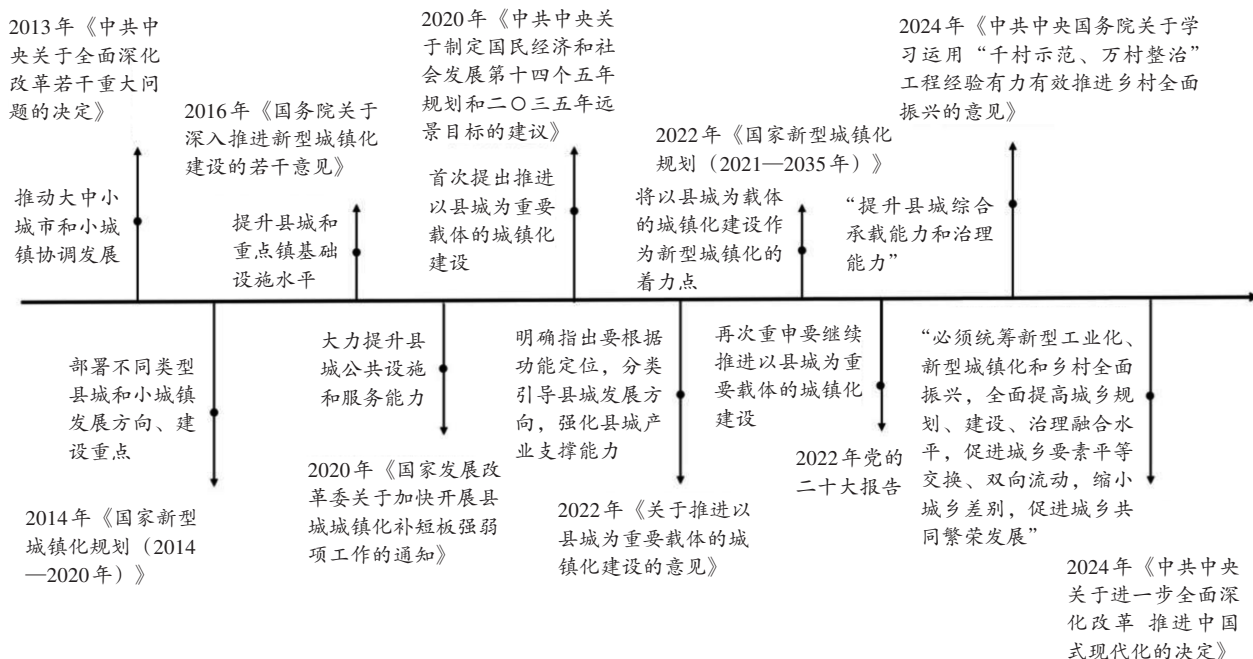 2013年《中共中
央关于全面深化
改革若干重大问
题的决定》
推动大中小
城市和小城
镇协调发展
部署不同类型
县城和小城镇
发展方向、建
设重点
2014年《国家新型
城镇化规划（2014
—2020年）》
2016年《国务院关于
深入推进新型城镇化
建设的若干意见》
提升县城和
重点镇基础
设施水平
大力提升县
城公共设施
和服务能力
2020年《国家发展改
革委关于加快开展县
城城镇化补短板强弱
项工作的通知》
2020年《中共中央关
于制定国民经济和社
会发展第十四个五年
规划和二〇三五年远
景目标的建议》
首次提出推进
以县城为重要
载体的城镇化
建设
明确指出要根据
功能定位，分类
引导县城发展方
向，强化县城产
业支撑能力
2022年《关于推进以
县城为重要载体的城
镇化建设的意见》
2022年《国家新型城镇化
规划（2021—2035年）》
将以县城为载体
的城镇化建设作
为新型城镇化的
着力点
再次重申要继续
推进以县城为重
要载体的城镇化
建设
2022年党的
二十大报告
2024年《中共中央国务院关于学
习运用“千村示范、万村整治”
工程经验有力有效推进乡村全面
振兴的意见》
“提升县城综合
承载能力和治理
能力”
“必须统筹新型工业化、
新型城镇化和乡村全面
振兴，全面提高城乡规
划、建设、治理融合水
平，促进城乡要素平等
交换、双向流动，缩小
城乡差别，促进城乡共
同繁荣发展”
2024年《中共中央
关于进一步全面深
化改革 推进中国
式现代化的决定》